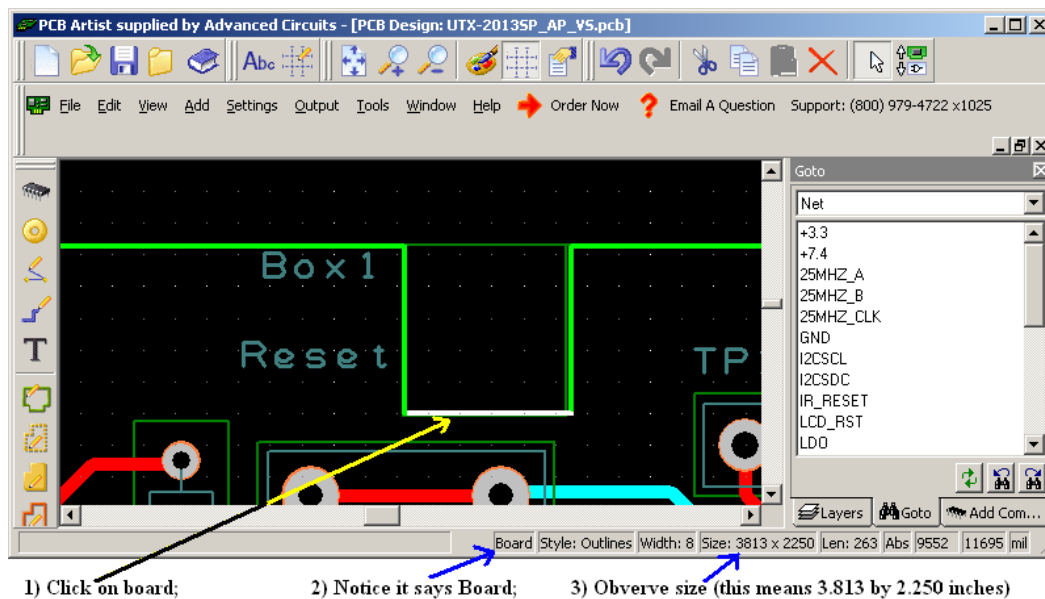 PCB Artist supplied by Advanced Circuits - [PCB Design: UTX-2013SP_AP_VS.pcb]
Abc
File Edit View Add Settings Output Tools Window Help Order Now ? Email A Question Support: (800) 979-4722 x1025
Goto
Net
+3.3
+7.4
25MHZ_A
25MHZ_B
25MHZ_CLK
GND
I2CSCL
I2CSDC
IR_RESET
LCD_RST
LDO
Box1
Reset
TP
T
Layers Goto Add Com...
Board Style: Outlines Width: 8 Size: 3813 x 2250 Len: 263 Abs 9552 11695 mil
1) Click on board; 2) Notice it says Board; 3) Obverve size (this means 3.813 by 2.250 inches)